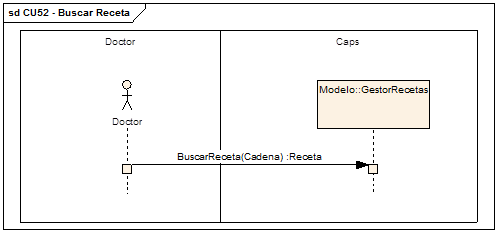 sd CU52 - Buscar Receta
Doctor
Caps
Modelo::GestorRecetas
Doctor
BuscarReceta(Cadena) :Receta